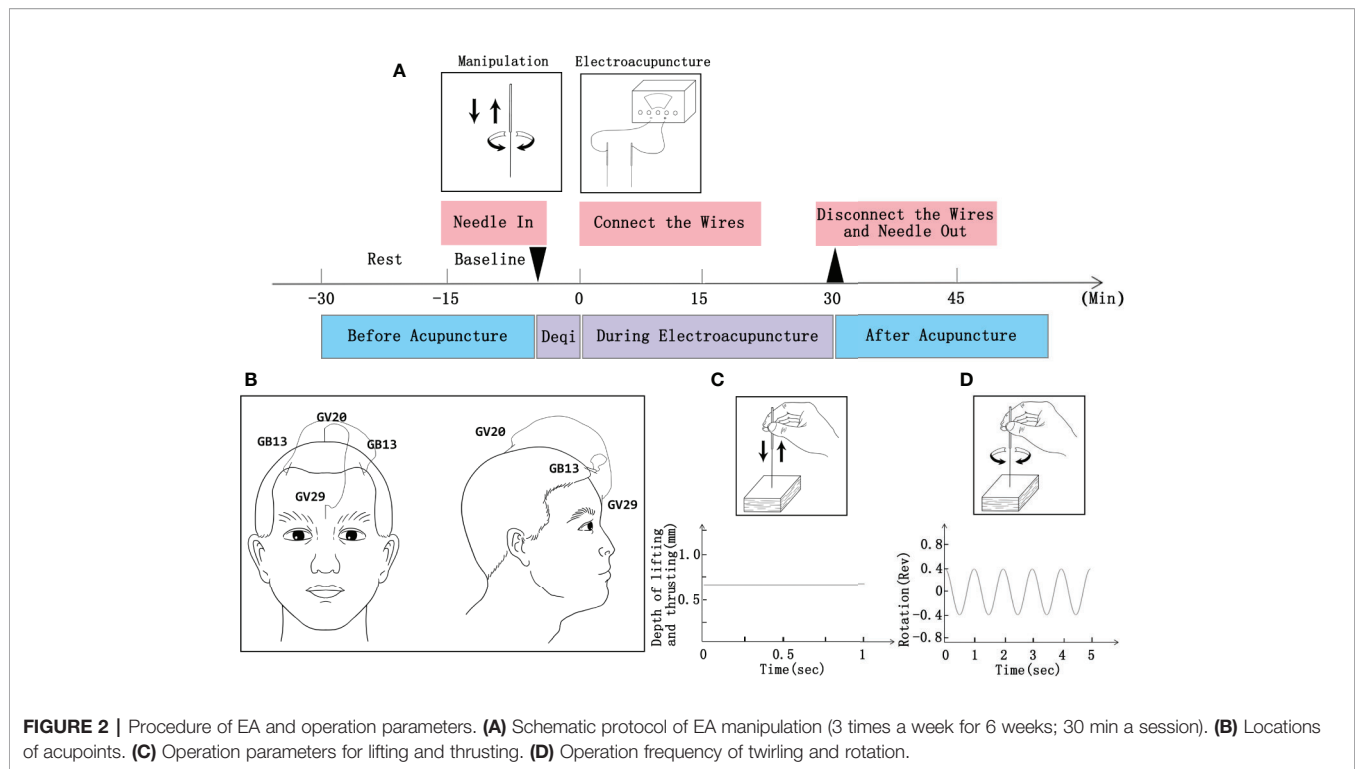 A
Manipulation
Electroacupuncture
Needle In
Connect the Wires
Disconnect the Wires
and Needle Out
Rest
Baseline
-30
-15
0
15
30
45
(Min)
Before Acupuncture
Deqi
During Electroacupuncture
After Acupuncture
B
GV20
GB13
GB13
GV29
GV20
GB13
GV29
C
Depth of lifting
and thrusting(mm)
1.0
0.5
0
0.5
1
Time(sec)
D
Rotation(Rev)
0.8
0.4
-0.4
-0.8
0
1
2
3
4
5
Time(sec)
FIGURE 2 | Procedure of EA and operation parameters. (A) Schematic protocol of EA manipulation (3 times a week for 6 weeks; 30 min a session). (B) Locations
of acupoints. (C) Operation parameters for lifting and thrusting. (D) Operation frequency of twirling and rotation.